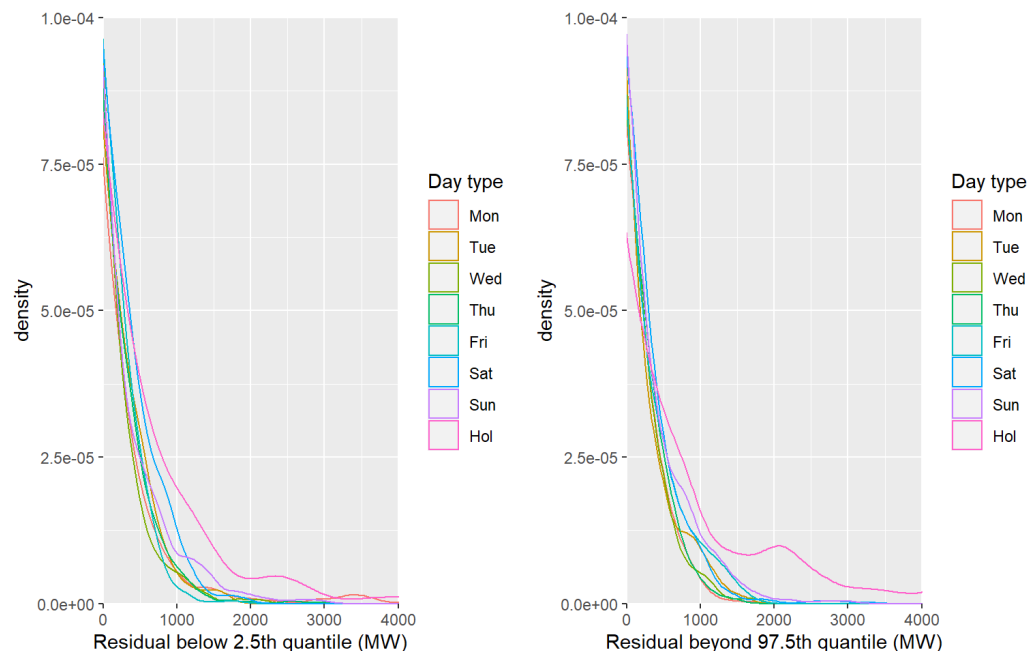 1.0e-04
7.5e-05
5.0e-05
2.5e-05
0.0e+00
density
0
1000
2000
3000
4000
Residual below 2.5th quantile (MW)
Day type
Mon
Tue
Wed
Thu
Fri
Sat
Sun
Hol
1.0e-04
7.5e-05
5.0e-05
2.5e-05
0.0e+00
density
0
1000
2000
3000
4000
Residual beyond 97.5th quantile (MW)
Day type
Mon
Tue
Wed
Thu
Fri
Sat
Sun
Hol